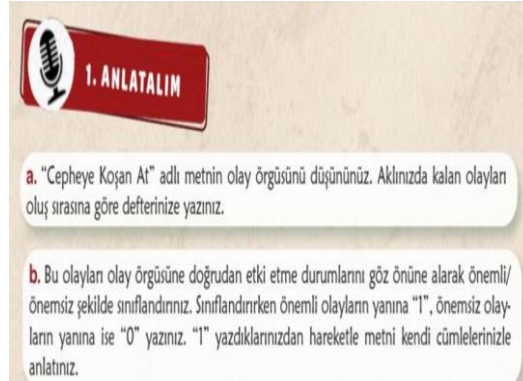 1. ANLATALIM
a. “Cepheye Koşan At” adlı metnin olay örgüsünü düşününüz. Aklınızda kalan olayları
oluş sırasına göre defterinize yazınız.
b. Bu olayları olay örgüsüne doğrudan etki etme durumlarını göz önüne alarak önemli/
önemsiz şekilde sınıflandırınız. Sınıflandırırken önemli olayların yanına “1”, önemsiz olay-
ların yanına ise “0” yazınız. “1” yazdıklarınızdan hareketle metni kendi cümlelerinizle
anlatınız.